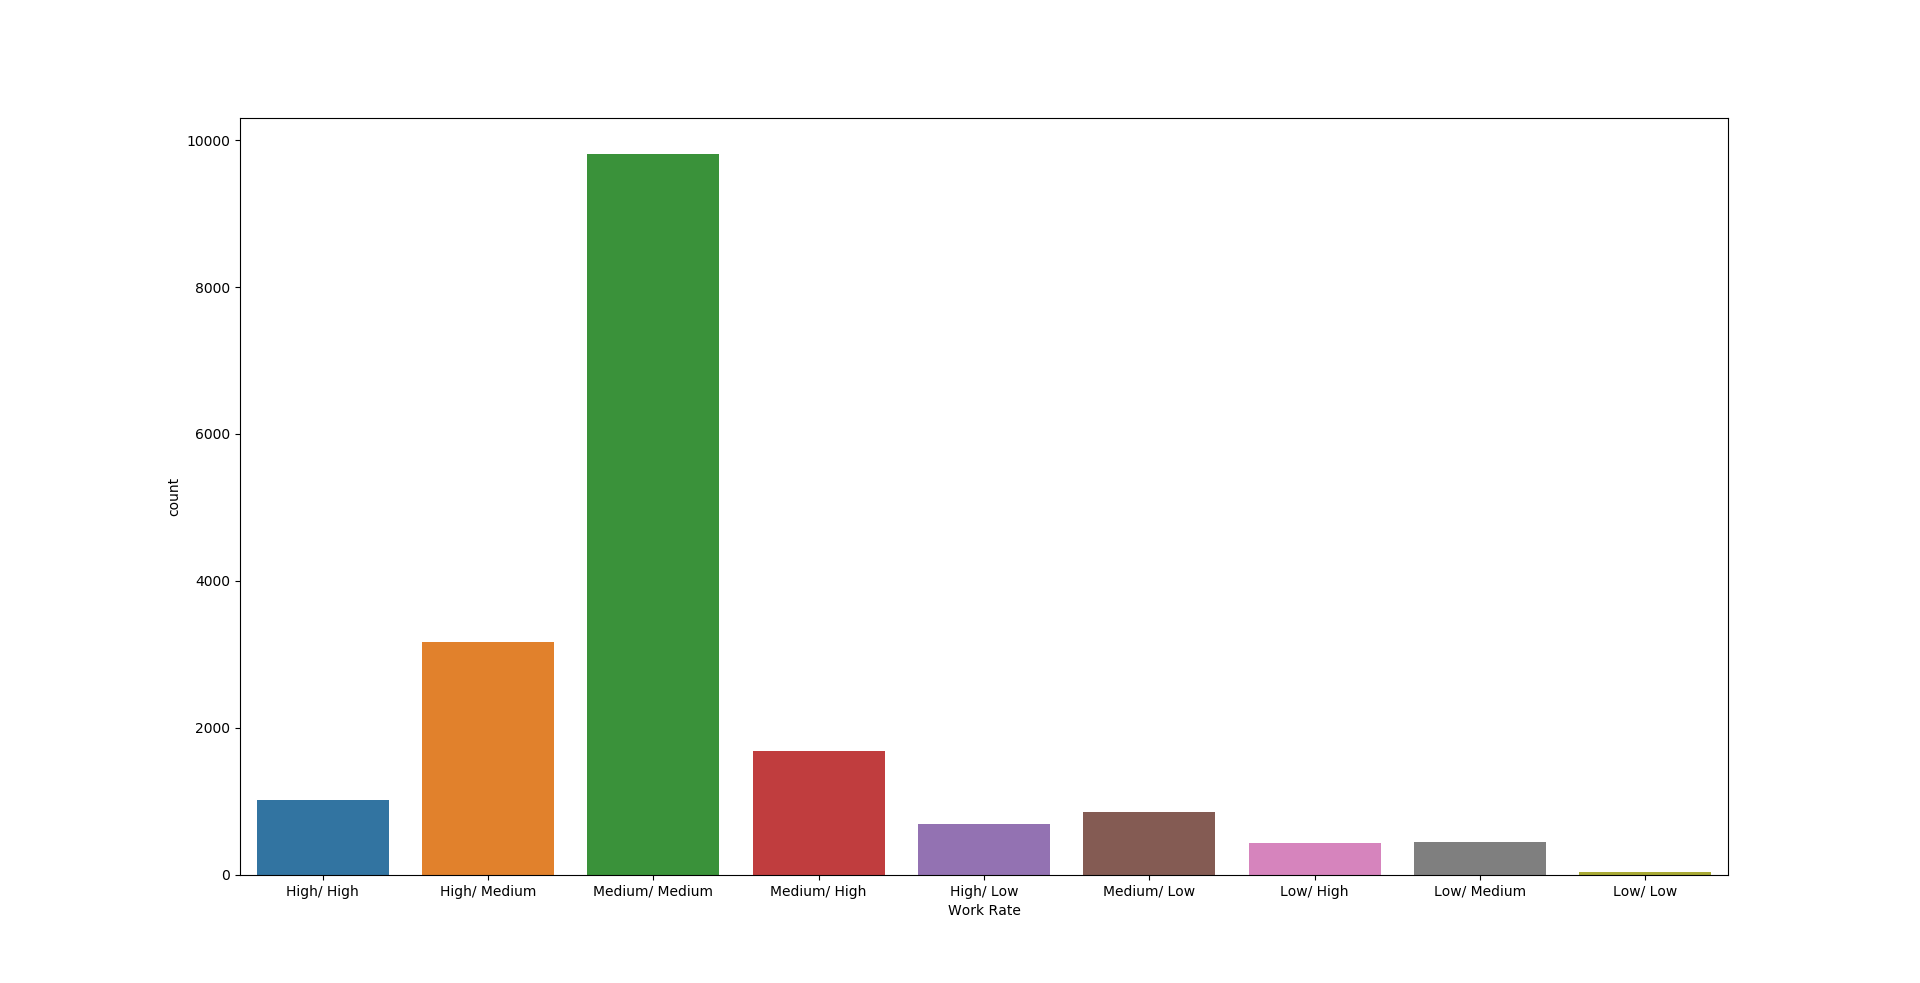 10000
8000
6000
4000
2000
0
count
High/ High
High/ Medium
Medium/ Medium
Medium/ High
High/ Low
Medium/ Low
Low/ High
Low/ Medium
Low/ Low
Work Rate